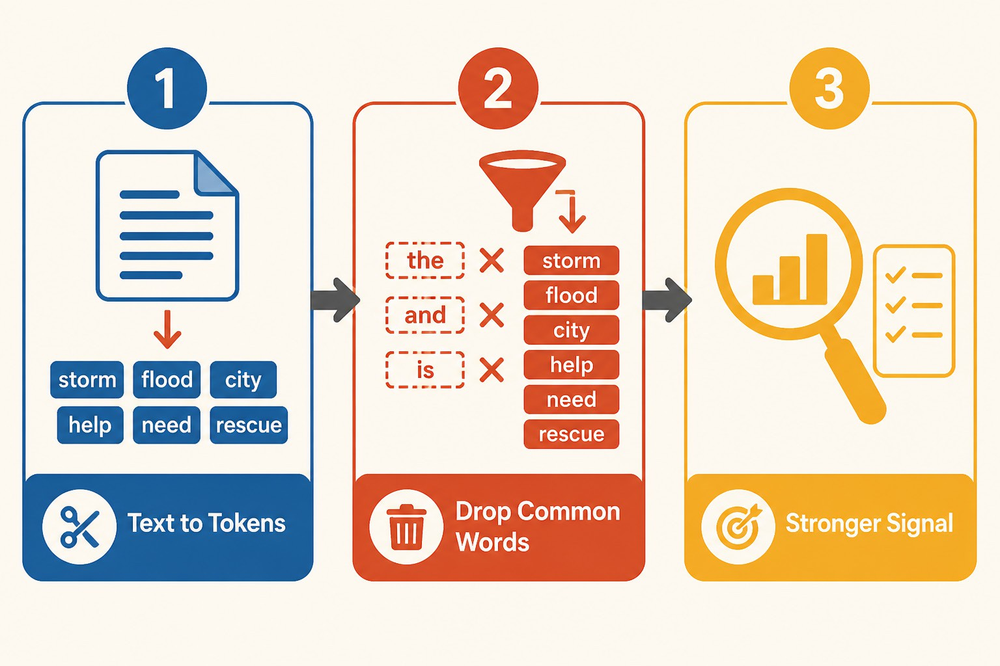 1
storm flood city
help need rescue
Text to Tokens
2
the
and
is
storm
flood
city
help
need
rescue
Drop Common
Words
3
Stronger Signal